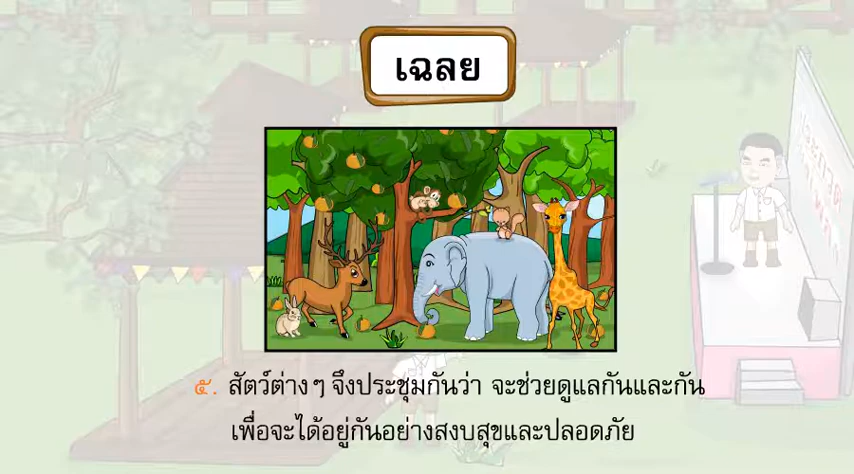 เฉลย
๕. สัตว์ต่าง ๆ จึงประชุมกันว่า จะช่วยดูแลกันและกัน
เพื่อจะได้อยู่กันอย่างสงบสุขและปลอดภัย